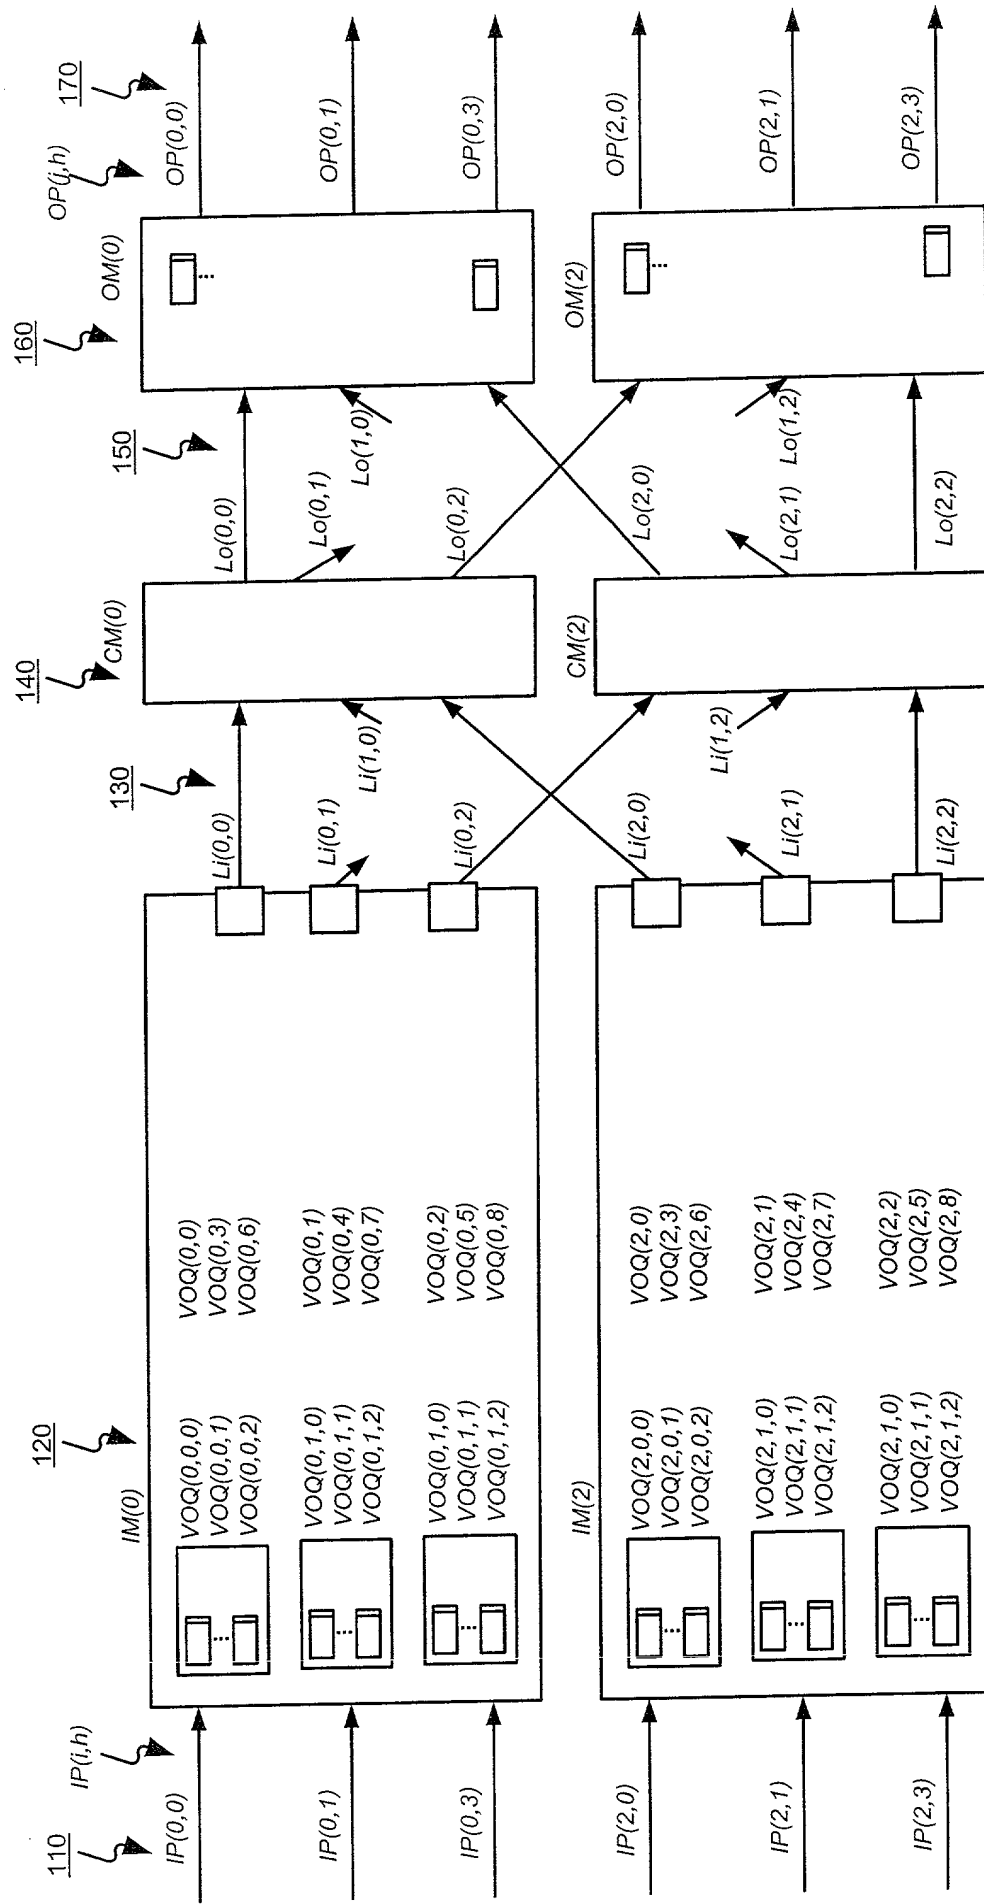 110
IP(i,h)
120
130
140
150
160
OP(j,h)
170
IM(0)
CM(0)
OM(0)
IP(0,0)
VOQ(0,0,0)
VOQ(0,0,1)
VOQ(0,0,2)
VOQ(0,0)
VOQ(0,3)
VOQ(0,6)
Li(0,0)
Lo(0,0)
OP(0,0)
IP(0,1)
VOQ(0,1,0)
VOQ(0,1,1)
VOQ(0,1,2)
VOQ(0,1)
VOQ(0,4)
VOQ(0,7)
Li(0,1)
Li(1,0)
Lo(0,1)
Lo(1,0)
OP(0,1)
IP(0,3)
VOQ(0,1,0)
VOQ(0,1,1)
VOQ(0,1,2)
VOQ(0,2)
VOQ(0,5)
VOQ(0,8)
Li(0,2)
Lo(0,2)
OP(0,3)
IM(2)
CM(2)
OM(2)
IP(2,0)
VOQ(2,0,0)
VOQ(2,0,1)
VOQ(2,0,2)
VOQ(2,0)
VOQ(2,3)
VOQ(2,6)
Li(2,0)
Lo(2,0)
OP(2,0)
IP(2,1)
VOQ(2,1,0)
VOQ(2,1,1)
VOQ(2,1,2)
VOQ(2,1)
VOQ(2,4)
VOQ(2,7)
Li(2,1)
Li(1,2)
Lo(2,1)
Lo(1,2)
OP(2,1)
IP(2,3)
VOQ(2,1,0)
VOQ(2,1,1)
VOQ(2,1,2)
VOQ(2,2)
VOQ(2,5)
VOQ(2,8)
Li(2,2)
Lo(2,2)
OP(2,3)